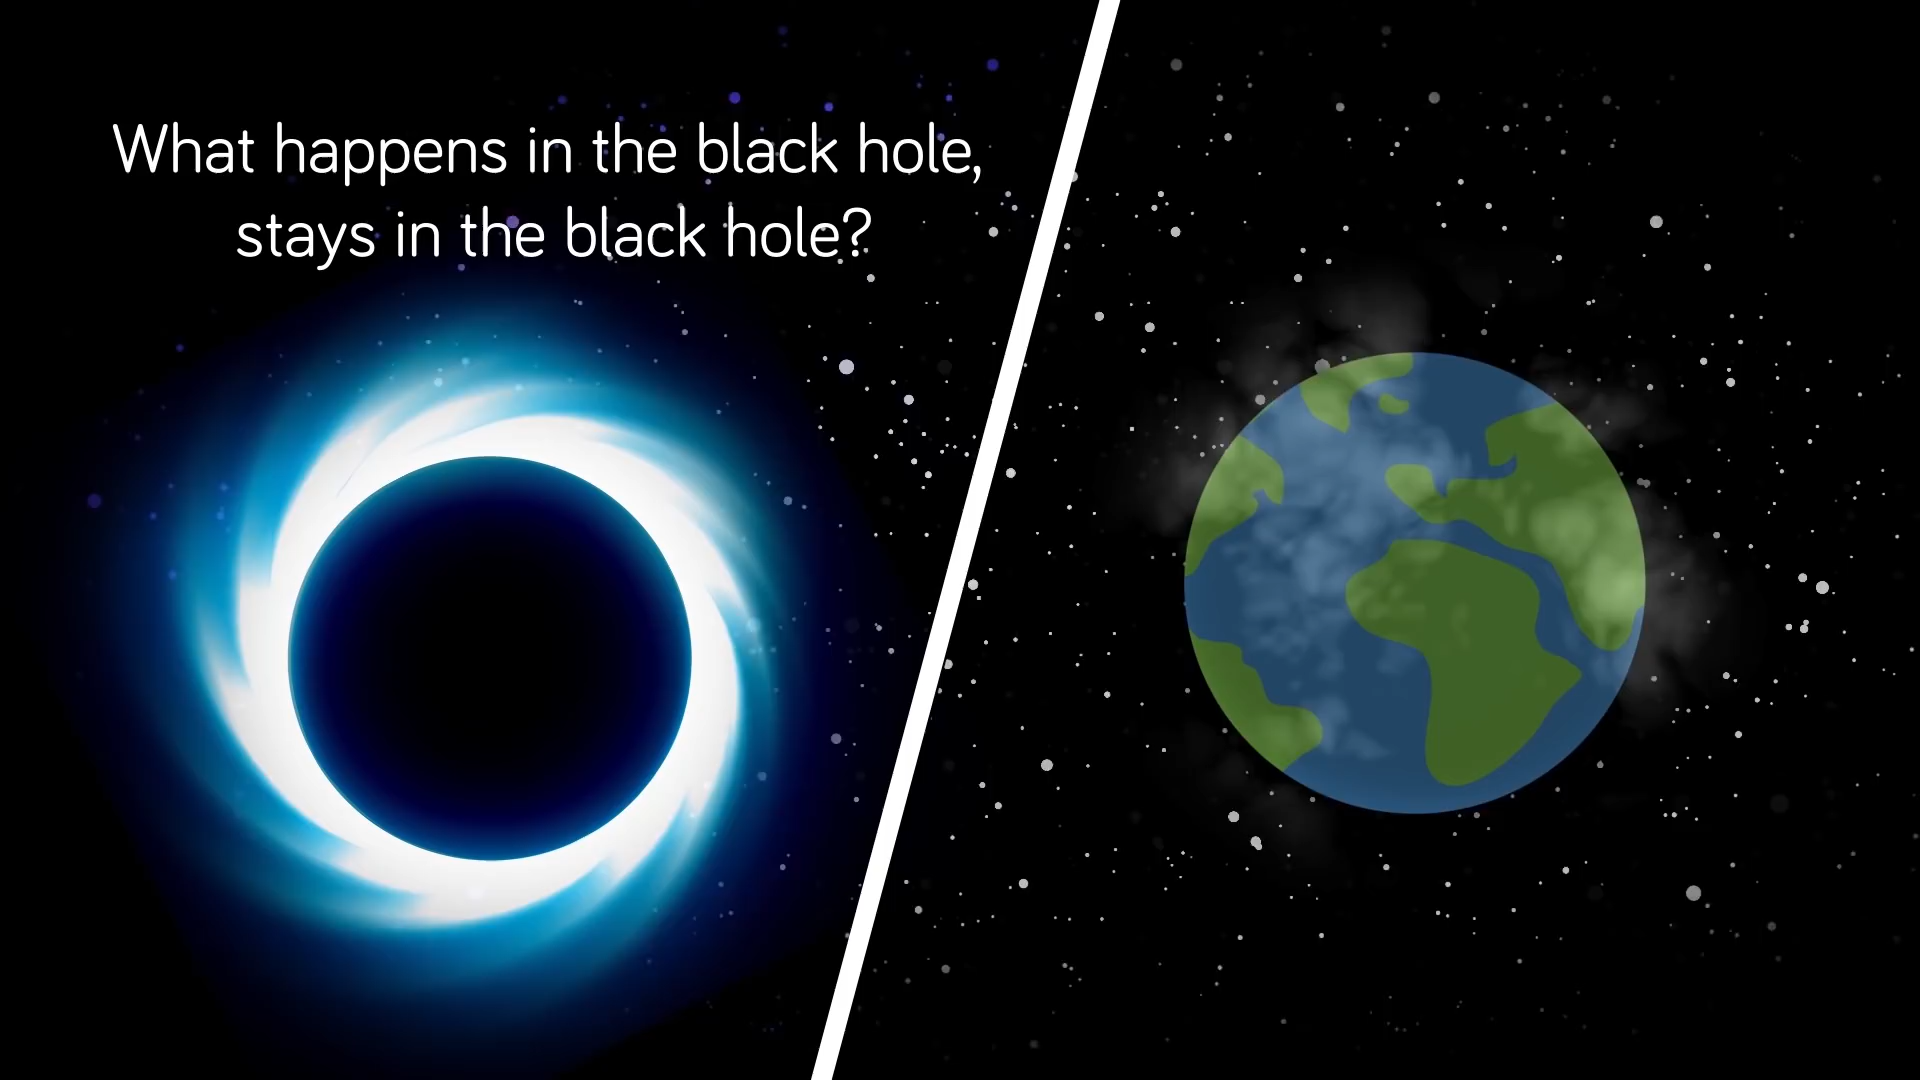 What happens in the black hole,
stays in the black hole?